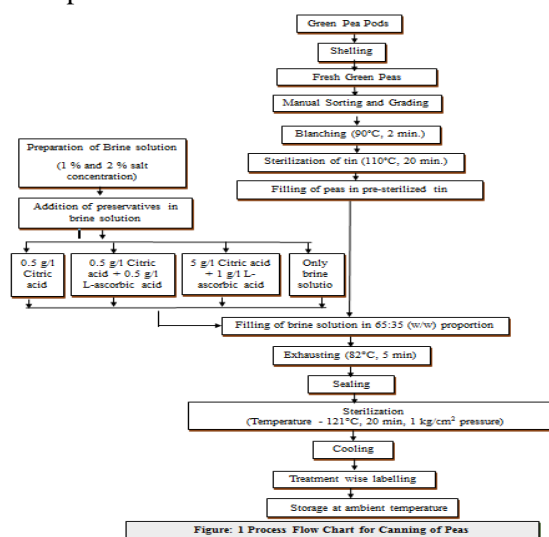 Green Pea Pods
Shelling
Fresh Green Peas
Manual Sorting and Grading
Blanching (90°C, 2 min.)
Sterilization of tin (110°C, 20 min.)
Filling of peas in pre-sterilized tin
Preparation of Brine solution
(1 % and 2 % salt
concentration)
Addition of preservatives in
brine solution
0.5 g/l
Citric
acid
0.5 g/l Citric
acid + 0.5 g/l
L-ascorbic acid
5 g/l Citric acid
+ 1 g/l L-
ascorbic acid
Only
brine
solutio
Filling of brine solution in 65:35 (w/w) proportion
Exhausting (82°C, 5 min)
Sealing
Sterilization
(Temperature - 121°C, 20 min, 1 kg/cm² pressure)
Cooling
Treatment wise labelling
Storage at ambient temperature
Figure: 1 Process Flow Chart for Canning of Peas